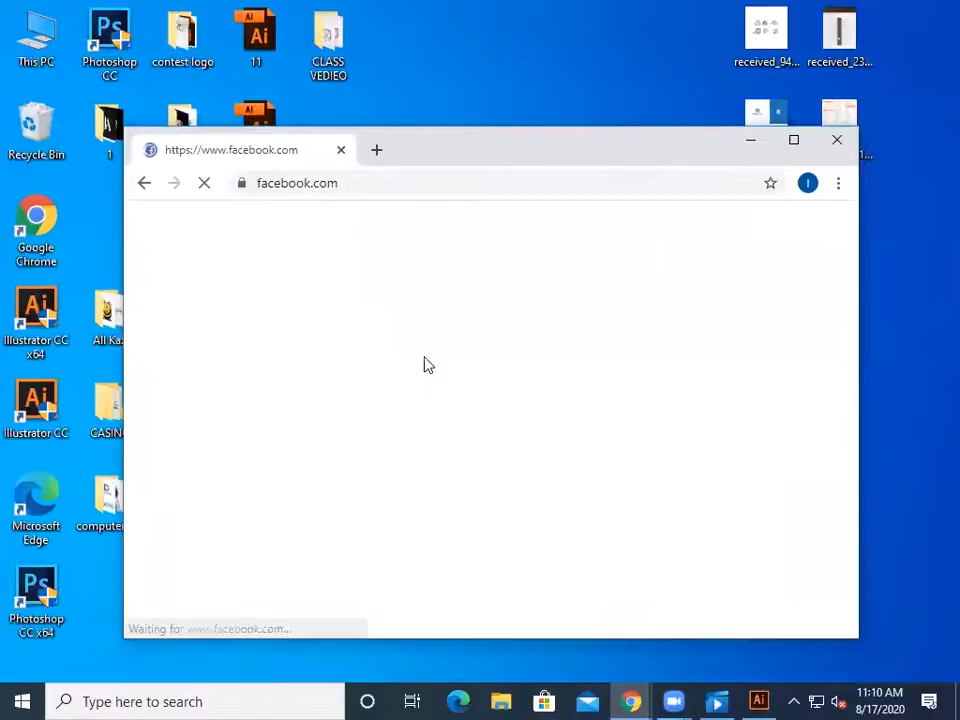 This PC
Photoshop
CC
contest logo
11
CLASS
VEDIEO
received_94...
received_23...
Recycle Bin
1
https://www.facebook.com
facebook.com
I
Google
Chrome
Illustrator CC
x64
Illustrator CC
CASIN
Microsoft
Edge
computer
Photoshop
CC x64
Waiting for www.facebook.com...
Type here to search
11:10 AM
8/17/2020